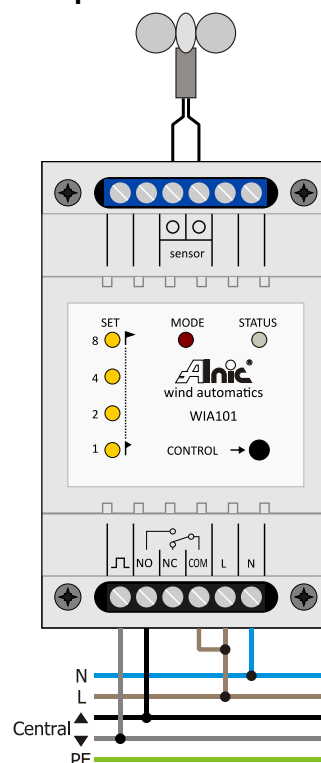 sensor
SET MODE STATUS
8
Alnic®
4
wind automatics
2
WIA101
1 CONTROL
NO NC COM L N
N
L
Central
PE